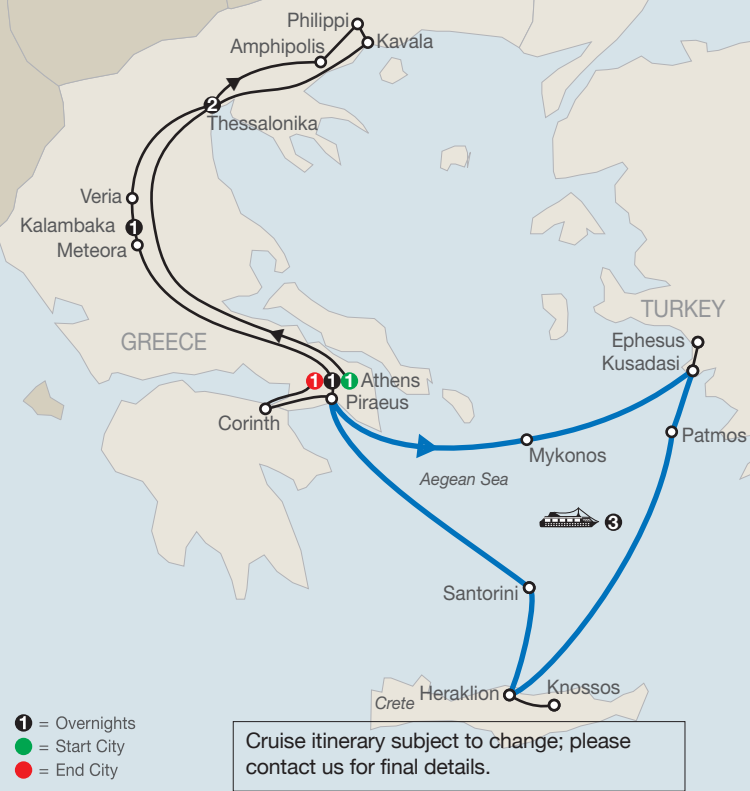 Philippi
Amphipolis
Kavala
2
Thessalonika
Veria
Kalambaka 1
Meteora
TURKEY
GREECE
Ephesus
Kusadasi
1 1 1 Athens
Piraeus
Corinth
Patmos
Mykonos
Aegean Sea
3
Santorini
Crete
Heraklion
Knossos
1 = Overnights
= Start City
= End City
Cruise itinerary subject to change; please
contact us for final details.